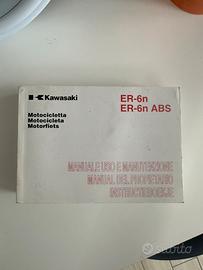 Kawasaki
Motocicletta
Motocicleta
Motorfiets
ER-6n
ER-6n ABS
MANUALE USO E MANUTENZIONE
MANUAL DEL PROPIETARIO
INSTRUCTIEBOEKJE
subito